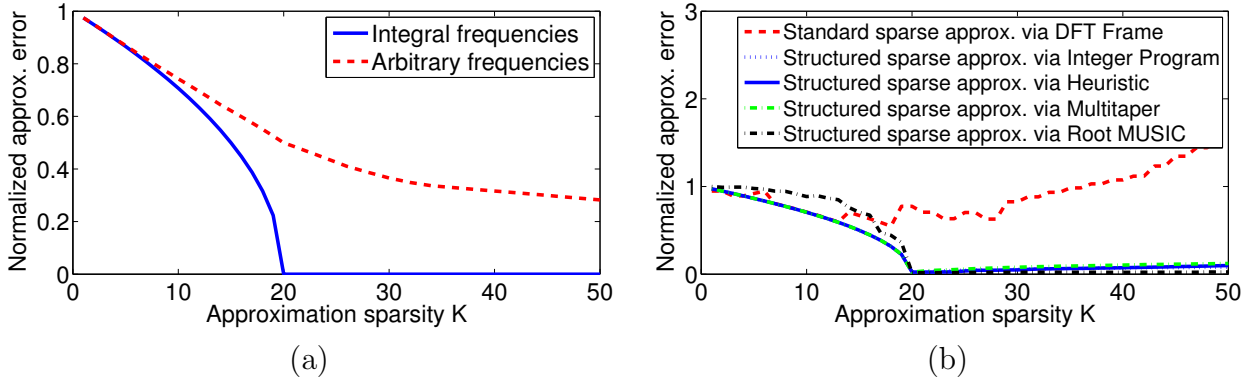 Normalized approx. error
1
0.8
0.6
0.4
0.2
0
Integral frequencies
Arbitrary frequencies
0 10 20 30 40 50
Approximation sparsity K
(a)
Normalized approx. error
3
2
1
0
Standard sparse approx. via DFT Frame
Structured sparse approx. via Integer Program
Structured sparse approx. via Heuristic
Structured sparse approx. via Multitaper
Structured sparse approx. via Root MUSIC
0 10 20 30 40 50
Approximation sparsity K
(b)